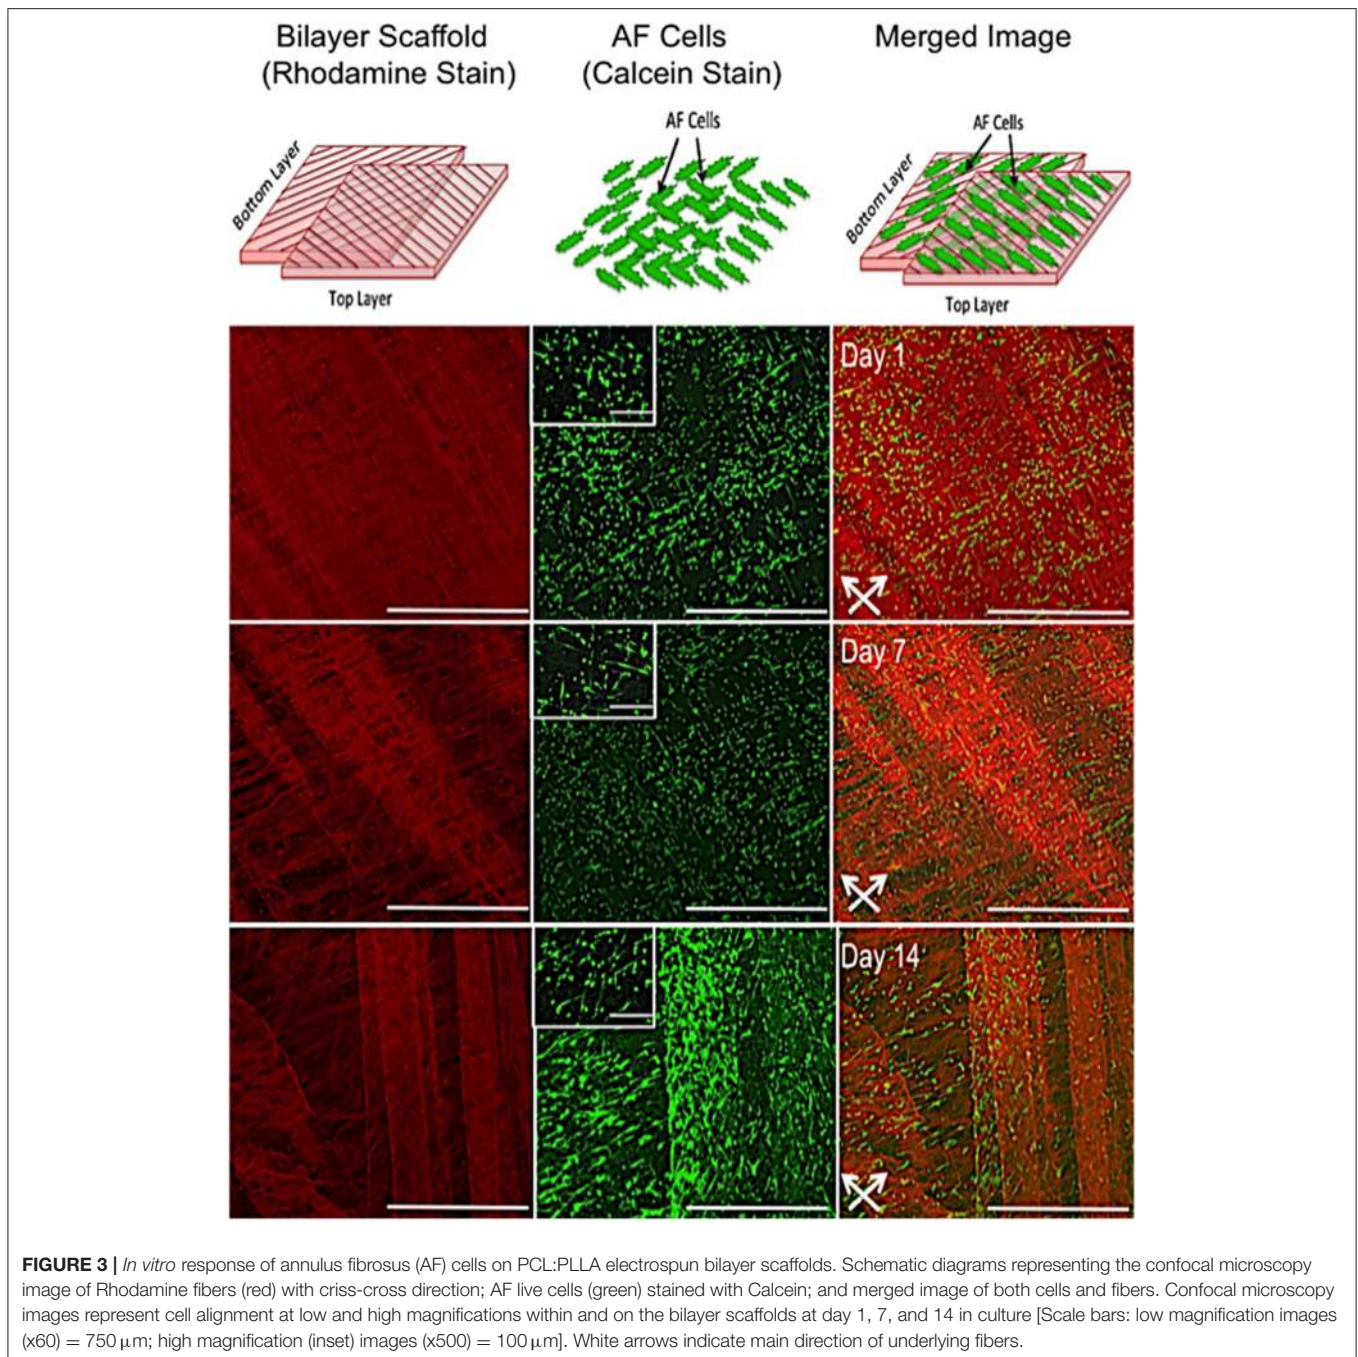 Bilayer Scaffold
(Rhodamine Stain)
AF Cells
(Calcein Stain)
Merged Image
Bottom Layer
Top Layer
AF Cells
AF Cells
Bottom Layer
Top Layer
Day 1
Day 7
Day 14
FIGURE 3 | In vitro response of annulus fibrosus (AF) cells on PCL:PLLA electrospun bilayer scaffolds. Schematic diagrams representing the confocal microscopy
image of Rhodamine fibers (red) with criss-cross direction; AF live cells (green) stained with Calcein; and merged image of both cells and fibers. Confocal microscopy
images represent cell alignment at low and high magnifications within and on the bilayer scaffolds at day 1, 7, and 14 in culture [Scale bars: low magnification images
(x60) = 750 μm; high magnification (inset) images (x500) = 100 μm]. White arrows indicate main direction of underlying fibers.